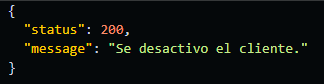 {
"status": 200,
"message": "Se desactivo el cliente."
}